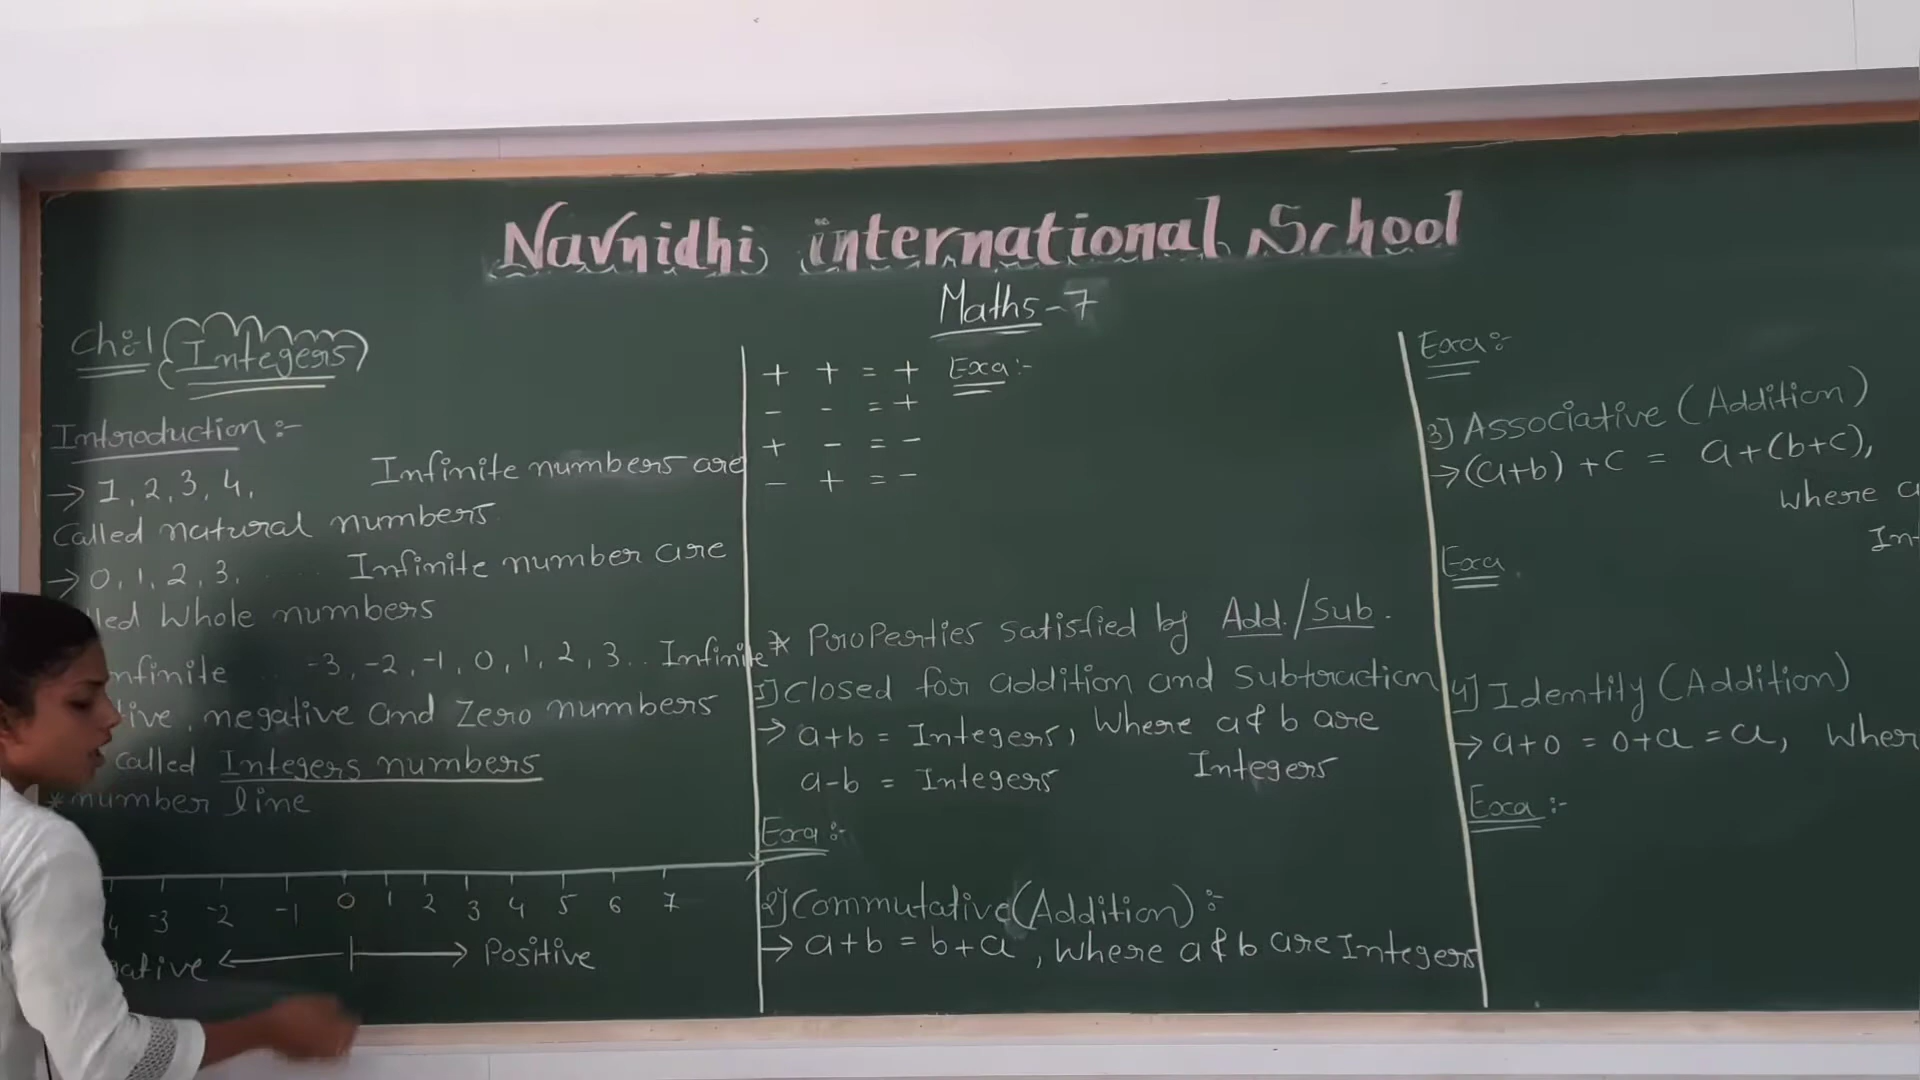 Navnidhi international School
Maths-7
Ch:-1 Integers
Introduction :-
→ 1, 2, 3, 4, Infinite numbers are
Called natural numbers
→ 0, 1, 2, 3, ...... Infinite number are
Whole numbers
-3, -2, -1, 0, 1, 2, 3.. Infinite
negative and Zero numbers
called Integers numbers
* number line
-3 -2 -1 0 1 2 3 4 5 6 7
← → Positive
+ + = + Exa :-
- - = +
+ - = -
- + = -
* Properties satisfied by Add./Sub.
1] Closed for addition and Subtraction
→ a+b = Integers, Where a & b are
a-b = Integers Integers
Exa :-
2] Commutative (Addition) :-
→ a+b = b+a, Where a & b are Integers
Exa :-
3] Associative (Addition)
→ (a+b) + c = a+(b+c),
Where a
Exa.
4] Identity (Addition)
→ a+0 = 0+a = a,
Exa :-